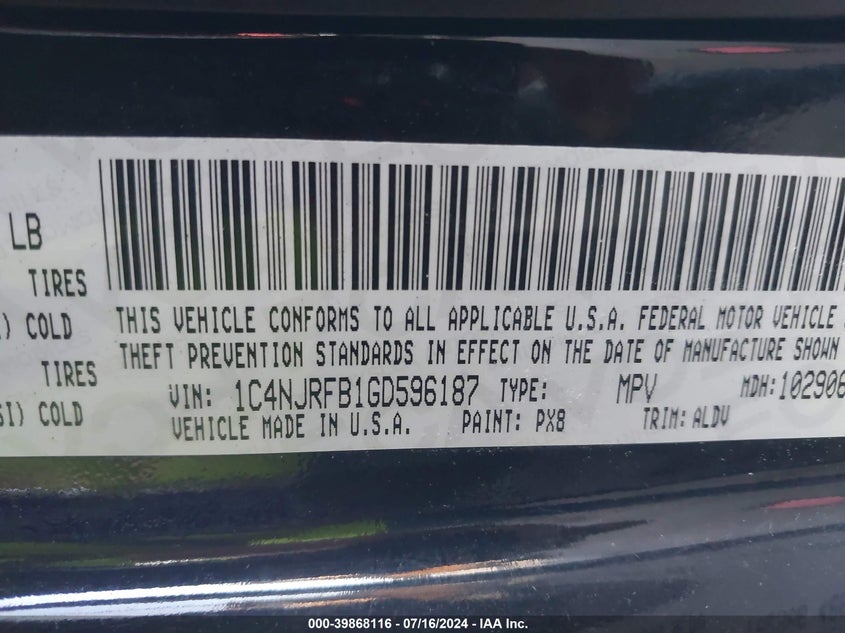 LB
TIRES
) COLD
TIRES
SI) COLD
THIS VEHICLE CONFORMS TO ALL APPLICABLE U.S.A. FEDERAL MOTOR VEHICLE
THEFT PREVENTION STANDARDS IN EFFECT ON THE DATE OF MANUFACTURE SHOWN
VIN: 1C4NJRFB1GD596187 TYPE: MPV MDH: 102906
VEHICLE MADE IN U.S.A. PAINT: PX8 TRIM: ALDV
000-39868116 - 07/16/2024 - IAA Inc.